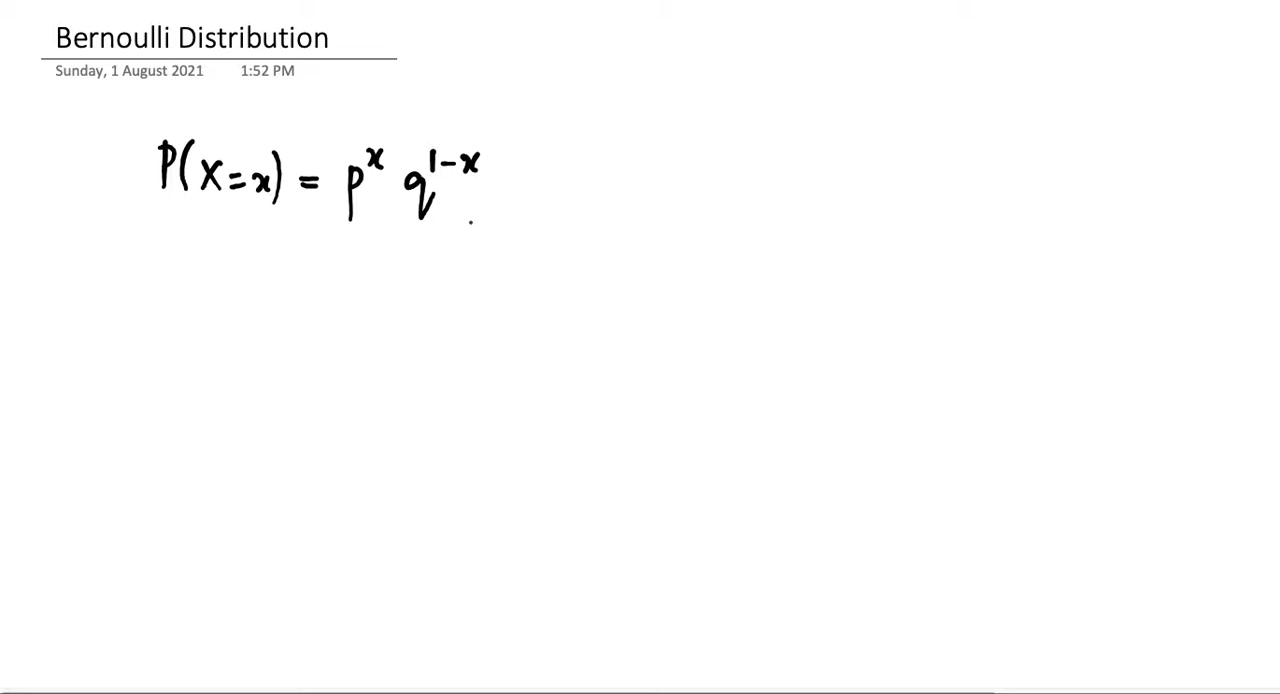 Bernoulli Distribution
Sunday, 1 August 2021 1:52 PM
P(X=x) = p^x q^{1-x}